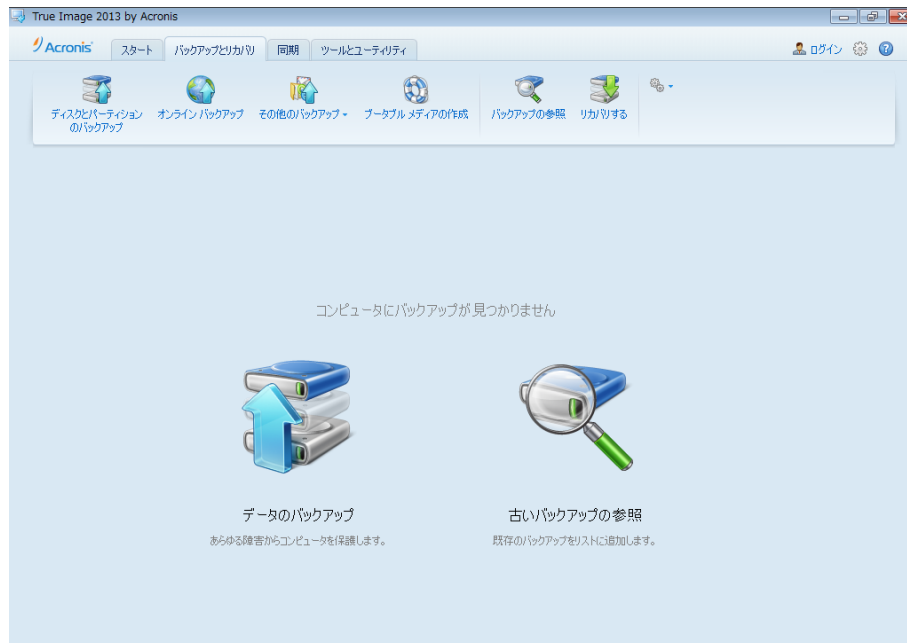 True Image 2013 by Acronis
Acronis スタート バックアップとリカバリ 同期 ツールとユーティリティ ログイン
ディスクとパーティション
のバックアップ
オンライン バックアップ
その他のバックアップ
ブータブル メディアの作成
バックアップの参照
リカバリする
コンピュータにバックアップが見つかりません
データのバックアップ
あらゆる障害からコンピュータを保護します。
古いバックアップの参照
既存のバックアップをリストに追加します。